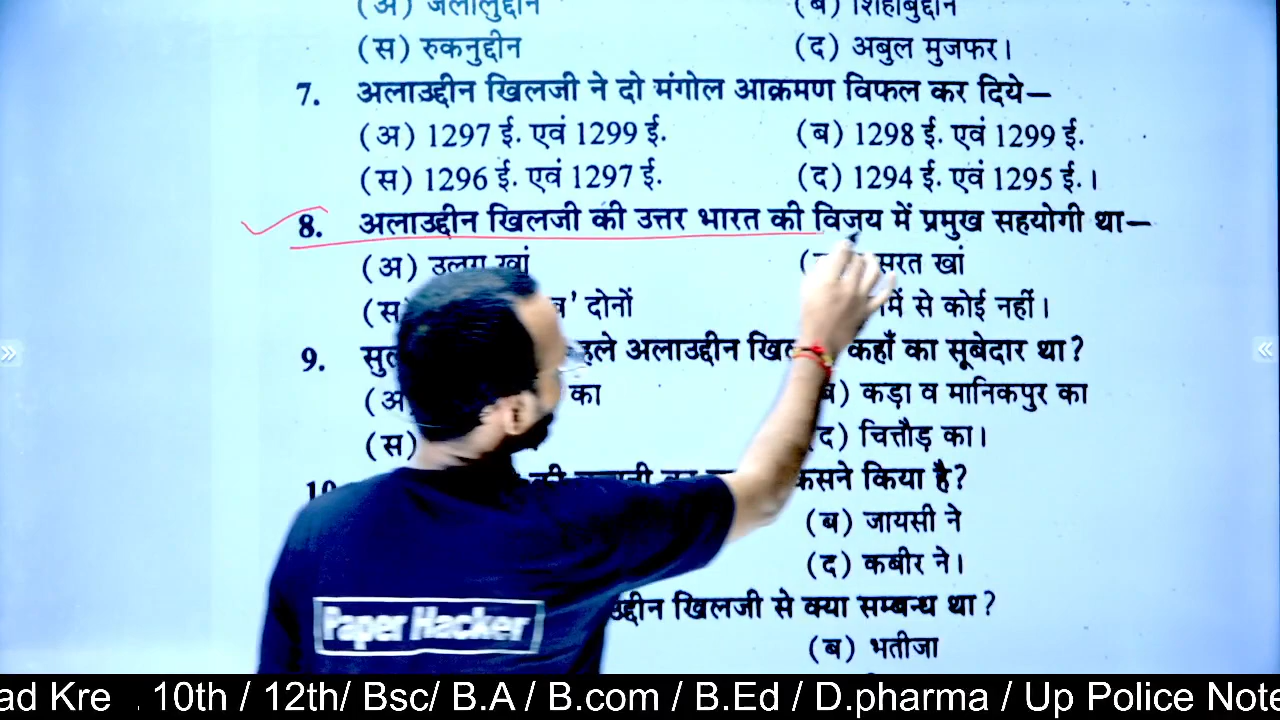 (अ) जलालुद्दीन (ब) शिहाबुद्दीन
(स) रुकनुद्दीन (द) अबुल मुजफर।
7. अलाउद्दीन खिलजी ने दो मंगोल आक्रमण विफल कर दिये—
(अ) 1297 ई. एवं 1299 ई. (ब) 1298 ई. एवं 1299 ई.
(स) 1296 ई. एवं 1297 ई. (द) 1294 ई. एवं 1295 ई.।
8. अलाउद्दीन खिलजी की उत्तर भारत की विजय में प्रमुख सहयोगी था—
(अ) उलुग खां खां
(स) दोनों से कोई नहीं।
9. अलाउद्दीन कहाँ का सूबेदार था?
(अ) का (ब) कड़ा व मानिकपुर का
(स) (द) चित्तौड़ का।
10. की किसने किया है?
(ब) जायसी ने
(द) कबीर ने।
खिलजी से क्या सम्बन्ध था?
(ब) भतीजा
Paper Hacker
ad Kre . 10th / 12th/ Bsc/ B.A / B.com / B.Ed / D.pharma / Up Police Note